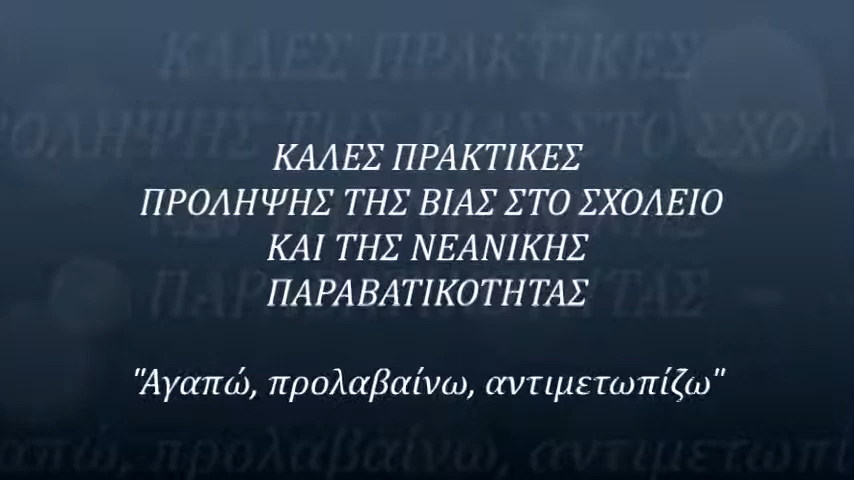 ΚΑΛΕΣ ΠΡΑΚΤΙΚΕΣ
ΠΡΟΛΗΨΗΣ ΤΗΣ ΒΙΑΣ ΣΤΟ ΣΧΟΛΕΙΟ
ΚΑΙ ΤΗΣ ΝΕΑΝΙΚΗΣ
ΠΑΡΑΒΑΤΙΚΟΤΗΤΑΣ
"Αγαπώ, προλαβαίνω, αντιμετωπίζω"